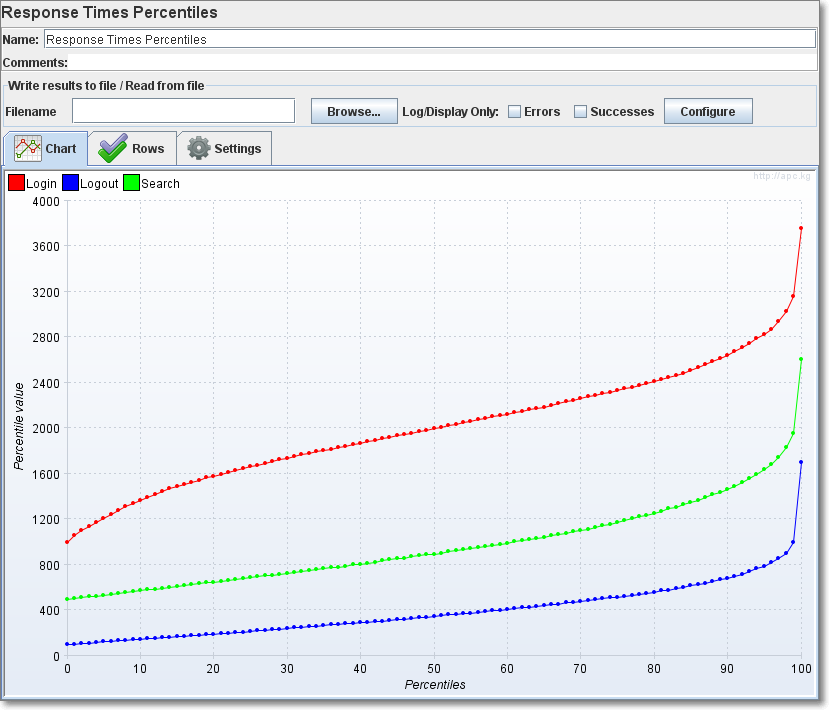 Response Times Percentiles
Name: Response Times Percentiles
Comments:
Write results to file / Read from file
Filename Browse... Log/Display Only: Errors Successes Configure
Chart Rows Settings
http://apc.kg
Login Logout Search
4000
3600
3200
2800
2400
2000
1600
1200
800
400
0
Percentile value
0 10 20 30 40 50 60 70 80 90 100
Percentiles